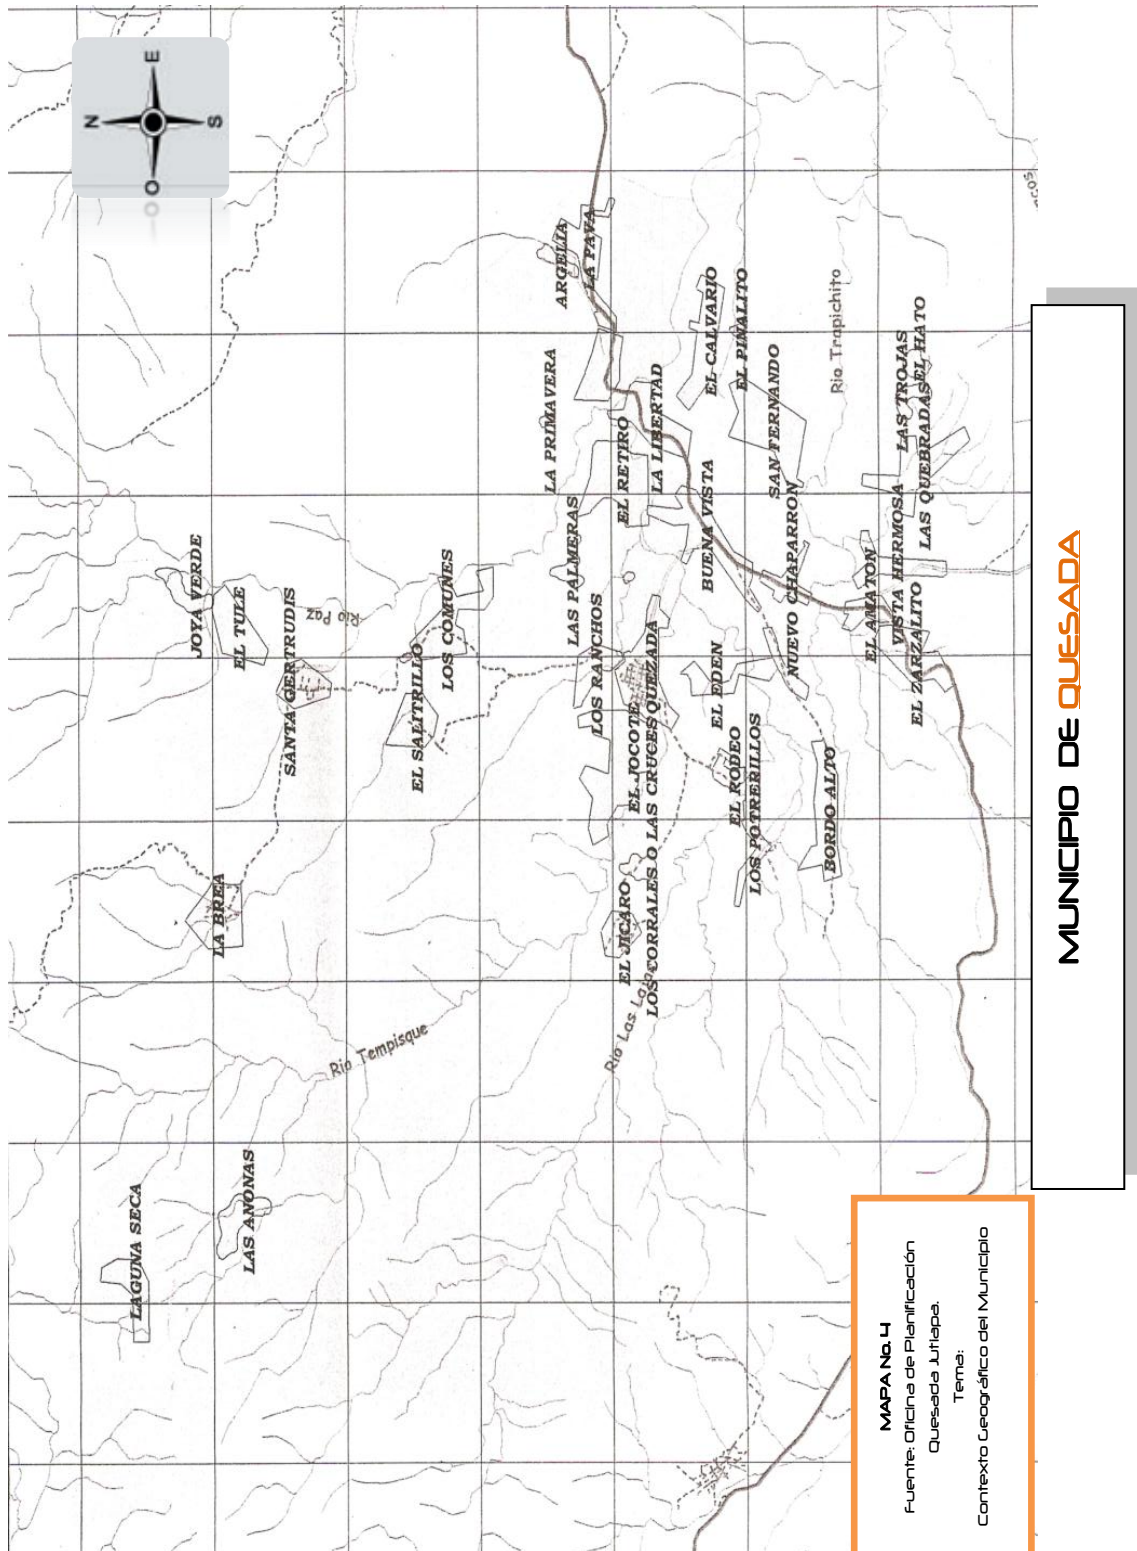 N
E
S
O
ARGELIA
LA PAVA
LA PRIMAVERA
EL RETIRO
LA LIBERTAD
EL CALVARIO
EL PINALITO
SAN FERNANDO
Rio Trapichito
LAS TROJAS
EL HATO
LAS QUEBRADAS
BUENA VISTA
NUEVO CHAPARRON
VISTA HERMOSA
EL AMATON
EL ZARZALITO
JOYA VERDE
EL TULE
SANTA GERTRUDIS
Rio Paz
LOS COMUNES
EL SALITRILLO
LAS PALMERAS
LOS RANCHOS
QUEZADA
EL JOCOTE
LOS CORRALES O LAS CRUCES
EL EDEN
EL RODEO
LOS POTRERILLOS
BORDO ALTO
LA BREA
EL JICARO
Rio Las
Rio Tempisque
LAS ANONAS
LAGUNA SECA
MUNICIPIO DE QUESADA
MAPA No. 4
Fuente: Oficina de Planificación
Quesada Jutiapa.
Tema:
Contexto Geográfico del Municipio